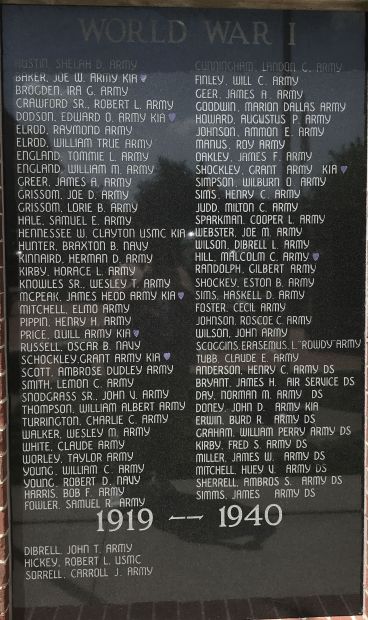 WORLD WAR I
AUSTIN, SHELAH D. ARMY
BAKER, JOE W. ARMY KIA
BROGDEN, IRA G. ARMY
CRAWFORD SR., ROBERT L. ARMY
DODSON, EDWARD O. ARMY KIA
ELROD, RAYMOND ARMY
ELROD, WILLIAM TRUE ARMY
ENGLAND, TOMMIE L. ARMY
ENGLAND, WILLIAM M. ARMY
GREER, JAMES A. ARMY
GRISSOM, JOE D. ARMY
GRISSOM, LORIE B. ARMY
HALE, SAMUEL E. ARMY
HENNESSEE W. CLAYTON USMC KIA
HUNTER, BRAXTON B. NAVY
KINNAIRD, HERMAN D. ARMY
KIRBY, HORACE L. ARMY
KNOWLES SR., WESLEY T. ARMY
MCPEAK, JAMES HEOD ARMY KIA
MITCHELL, ELMO ARMY
PIPPIN, HENRY H. ARMY
PRICE, QUILL ARMY KIA
RUSSELL, OSCAR B. NAVY
SCHOCKLEY,GRANT ARMY KIA
SCOTT, AMBROSE DUDLEY ARMY
SMITH, LEMON C. ARMY
SNODGRASS SR., JOHN V. ARMY
THOMPSON, WILLIAM ALBERT ARMY
TURRINGTON, CHARLIE C. ARMY
WALKER, WESLEY M. ARMY
WHITE, CLAUDE ARMY
WORLEY, TAYLOR ARMY
YOUNG, WILLIAM C. ARMY
YOUNG, ROBERT D. NAVY
HARRIS, BOB F. ARMY
FOWLER, SAMUEL R. ARMY
CUNNINGHAM, LANDON C. ARMY
FINLEY, WILL C. ARMY
GEER, JAMES A. ARMY
GOODWIN, MARION DALLAS ARMY
HOWARD, AUGUSTUS P. ARMY
JOHNSON, AMMON E. ARMY
MANUS, ROY ARMY
OAKLEY, JAMES F. ARMY
SHOCKLEY, GRANT ARMY KIA
SIMPSON, WILBURN O. ARMY
SIMS, HENRY C. ARMY
JUDD, MILTON C. ARMY
SPARKMAN, COOPER L. ARMY
WEBSTER, JOE M. ARMY
WILSON, DIBRELL L. ARMY
HILL, MALCOLM C. ARMY
RANDOLPH, GILBERT ARMY
SHOCKEY, ESTON B. ARMY
SIMS, HASKELL D. ARMY
FOSTER, CECIL ARMY
JOHNSON, ROSCOE C. ARMY
WILSON, JOHN ARMY
SCOGGINS,ERASEMUS L."ROWDY"ARMY
TUBB, CLAUDE E. ARMY
ANDERSON, HENRY C. ARMY DS
BRYANT, JAMES H. AIR SERVICE DS
DAY, NORMAN M. ARMY DS
DONEY, JOHN D. ARMY KIA
ERWIN, BURD R. ARMY DS
GRAHAM, WILLIAM PERRY ARMY DS
KIRBY, FRED S. ARMY DS
MILLER, JAMES W. ARMY DS
MITCHELL, HUEY V. ARMY DS
SHERRELL, AMBROS S. ARMY DS
SIMMS, JAMES ARMY DS
1919 -- 1940
DIBRELL, JOHN T. ARMY
HICKEY, ROBERT L. USMC
SORRELL, CARROLL J. ARMY